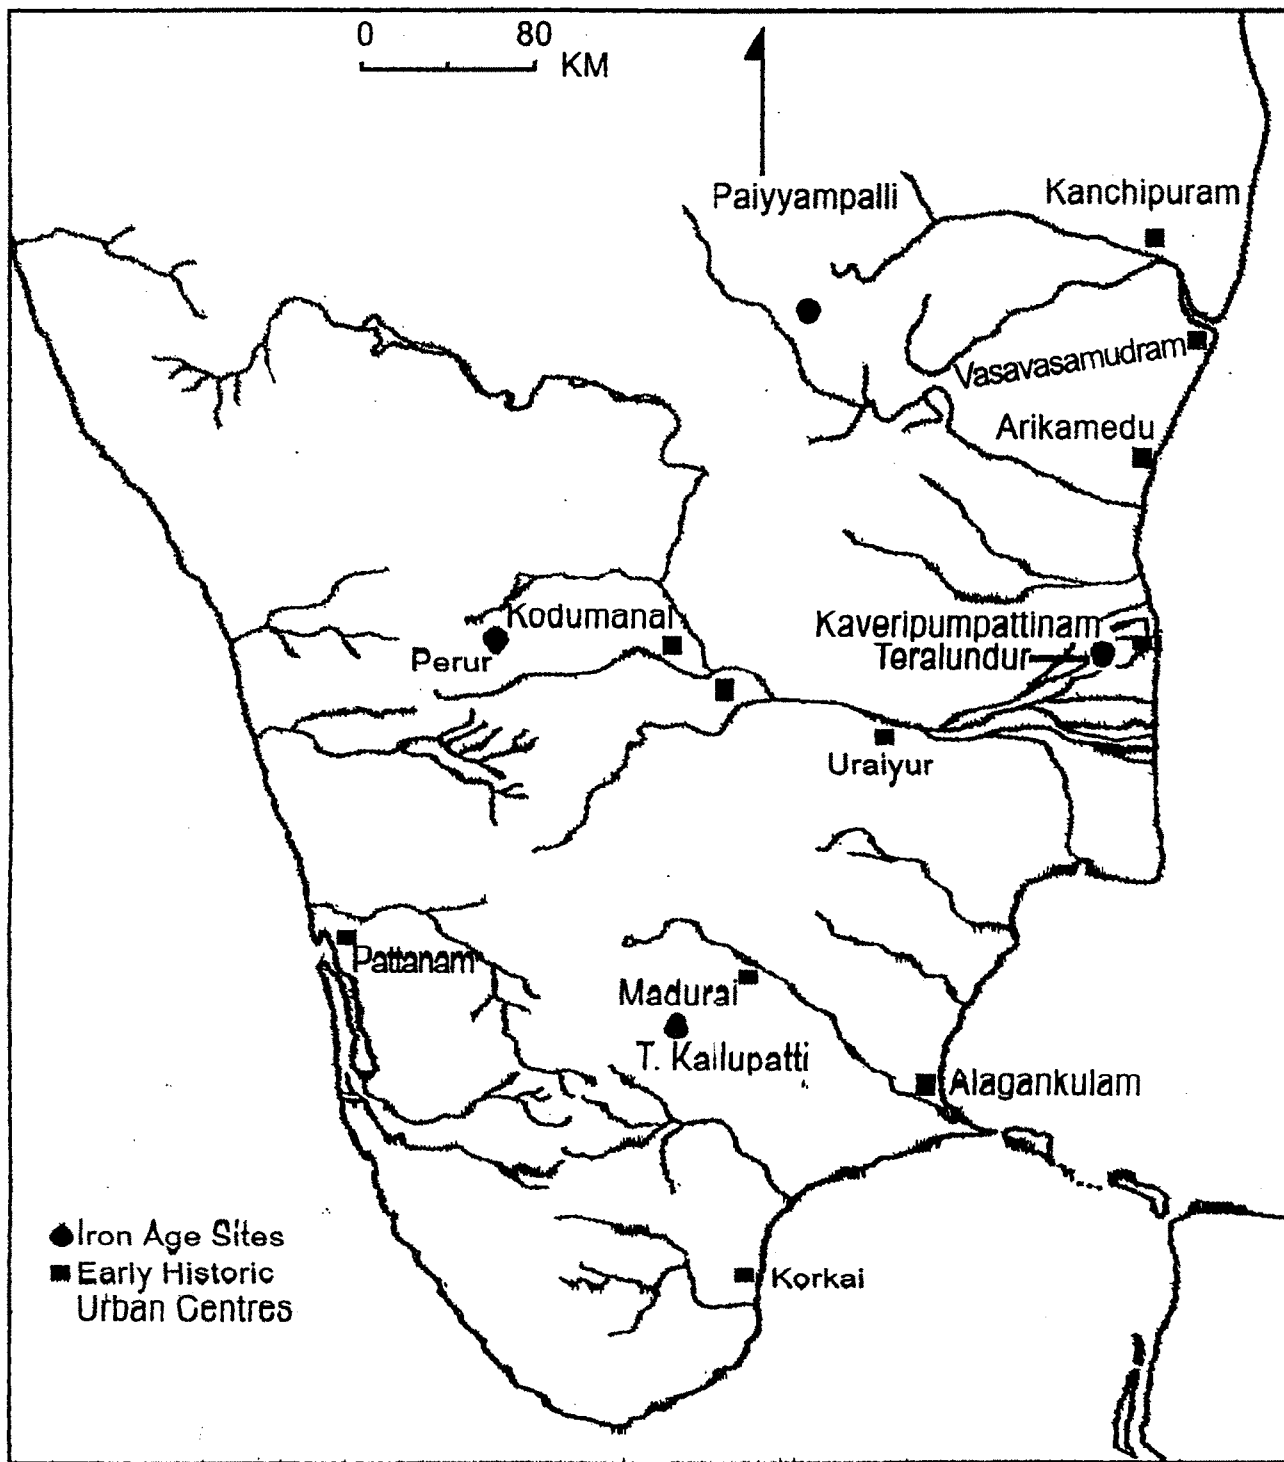 0 80
KM
Paiyyampalli
Kanchipuram
Vasavasamudram
Arikamedu
Kodumanal
Perur
Kaveripumpattinam
Teralundur
Uraiyur
Pattanam
Madurai
T. Kallupatti
Alagankulam
Iron Age Sites
Early Historic
Urban Centres
Korkai